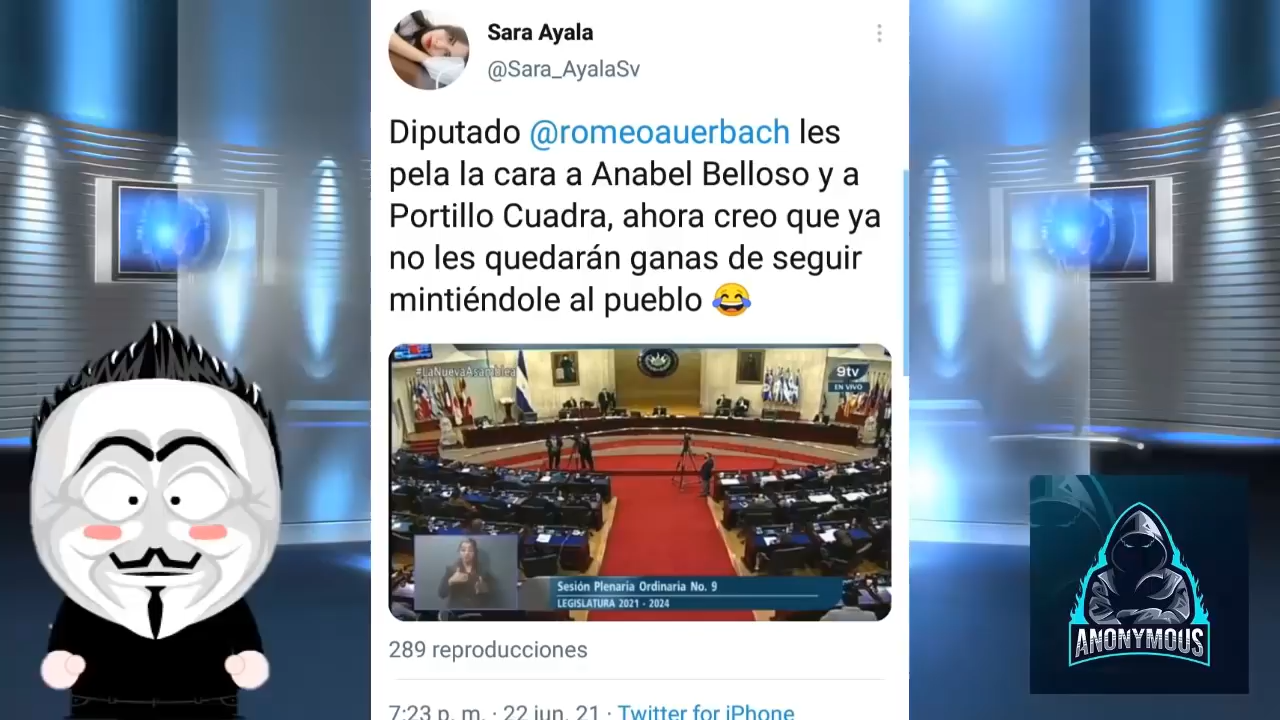 Sara Ayala
@Sara_AyalaSv
Diputado @romeoauerbach les
pela la cara a Anabel Belloso y a
Portillo Cuadra, ahora creo que ya
no les quedarán ganas de seguir
mintiéndole al pueblo 😂
#LaNuevaAsamblea
9tv
EN VIVO
Sesión Plenaria Ordinaria No. 9
LEGISLATURA 2021 - 2024
289 reproducciones
7:23 p. m. · 22 jun. 21 · Twitter for iPhone
ANONYMOUS